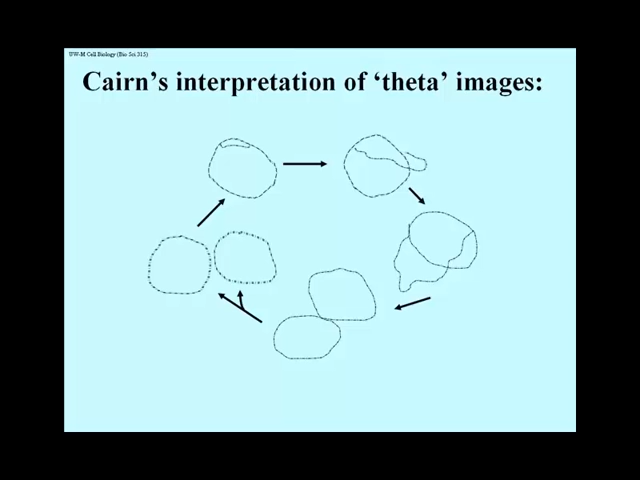 UW-M Cell Biology (Bio Sci 315)
Cairn's interpretation of ‘theta’ images: